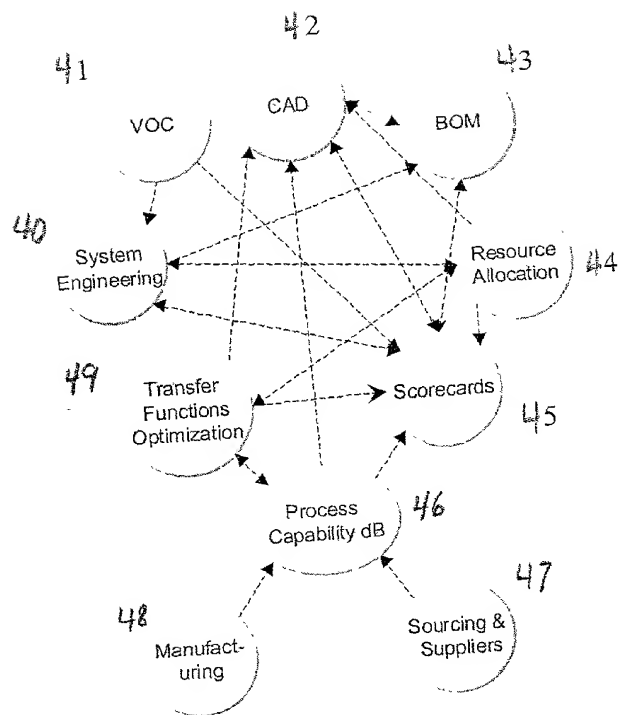 42
41
43
CAD
VOC
BOM
40
System
Engineering
Resource
Allocation
44
49
Transfer
Functions
Optimization
Scorecards
45
Process
Capability dB
46
47
48
Manufact-
uring
Sourcing &
Suppliers